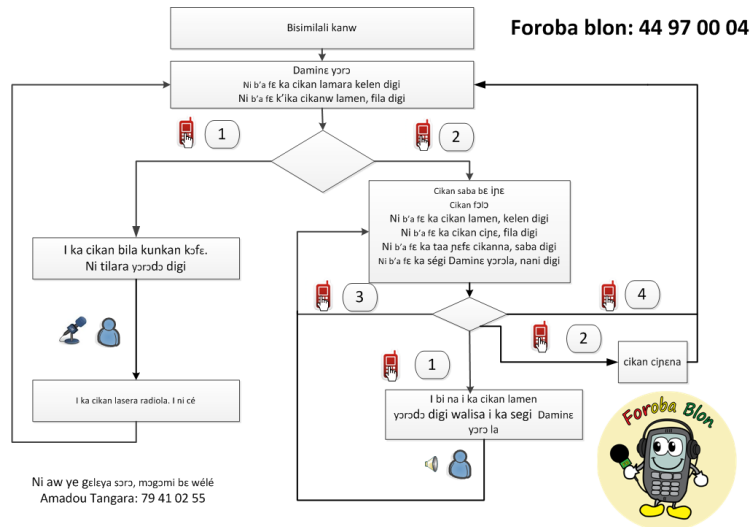 Bisimilali kanw
Foroba blon: 44 97 00 04
Daminɛ yɔrɔ
Ni b'a fɛ ka cikan lamara kelen digi
Ni b'a fɛ k'ika cikanw lamen, fila digi
1
2
Cikan saba bɛ iɲɛ
Cikan fɔlɔ
Ni b'a fɛ ka cikan lamen, kelen digi
Ni b'a fɛ ka cikan ciɲɛ, fila digi
Ni b'a fɛ ka taa ɲɛfɛ cikanna, saba digi
Ni b'a fɛ ka ségi Daminɛ yɔrɔla, nani digi
I ka cikan bila kunkan kɔfɛ.
Ni tilara yɔrɔdɔ digi
3
4
2
1
cikan ciɲɛna
I ka cikan lasera radiola. I ni cé
I bi na i ka cikan lamen
yɔrɔdɔ digi walisa i ka segi Daminɛ
yɔrɔ la
Foroba Blon
Ni aw ye gɛlɛya sɔrɔ, mɔgɔmi bɛ wélé
Amadou Tangara: 79 41 02 55